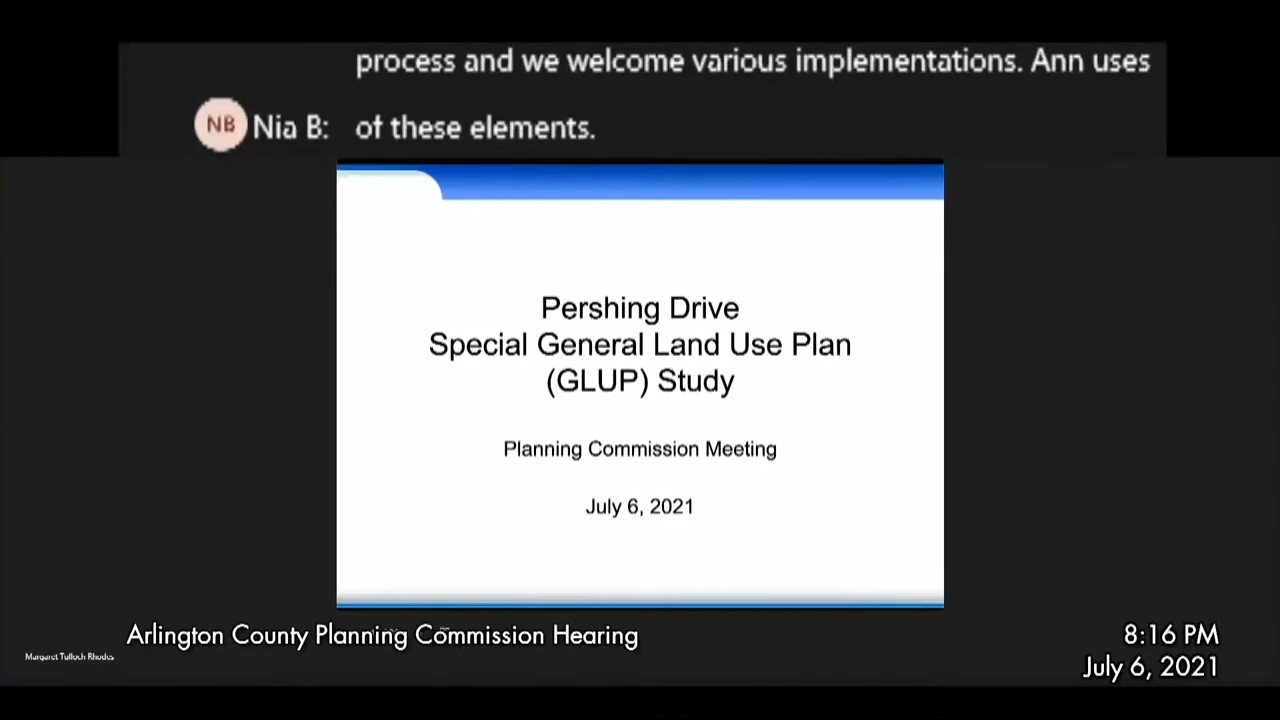 process and we welcome various implementations. Ann uses
NB Nia B: of these elements.
Pershing Drive
Special General Land Use Plan
(GLUP) Study
Planning Commission Meeting
July 6, 2021
Arlington County Planning Commission Hearing
8:16 PM
Margaret Tulloch Rhodes
July 6, 2021